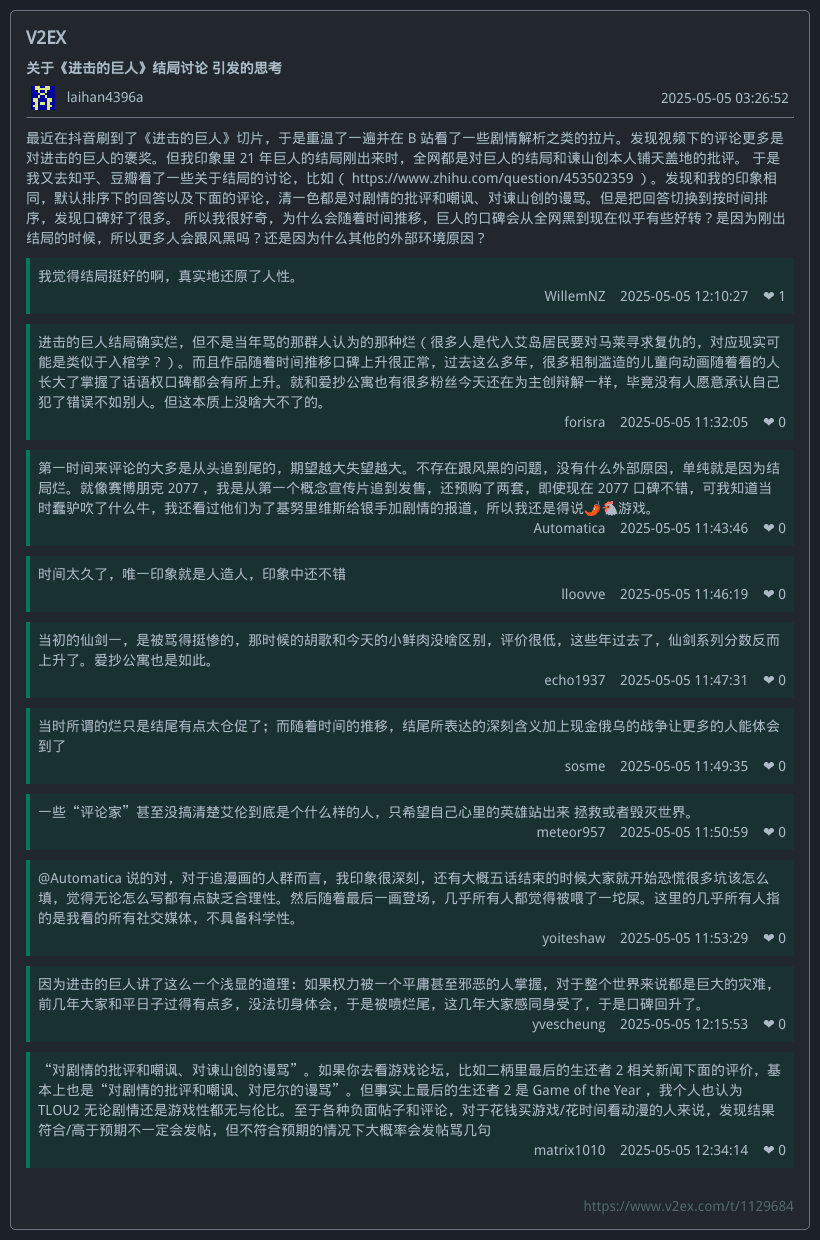 V2EX
关于《进击的巨人》结局讨论 引发的思考
laihan4396a 2025-05-05 03:26:52
最近在抖音刷到了《进击的巨人》切片，于是重温了一遍并在 B 站看了一些剧情解析之类的拉片。发现视频下的评论更多是
对进击的巨人的褒奖。但我印象里 21 年巨人的结局刚出来时，全网都是对巨人的结局和谏山创本人铺天盖地的批评。 于是
我又去知乎、豆瓣看了一些关于结局的讨论，比如（ https://www.zhihu.com/question/453502359 ）。发现和我的印象相
同，默认排序下的回答以及下面的评论，清一色都是对剧情的批评和嘲讽、对谏山创的谩骂。但是把回答切换到按时间排
序，发现口碑好了很多。 所以我很好奇，为什么会随着时间推移，巨人的口碑会从全网黑到现在似乎有些好转？是因为刚出
结局的时候，所以更多人会跟风黑吗？还是因为什么其他的外部环境原因？
我觉得结局挺好的啊，真实地还原了人性。
WillemNZ 2025-05-05 12:10:27 ❤ 1
进击的巨人结局确实烂，但不是当年骂的那群人认为的那种烂（很多人是代入艾岛居民要对马莱寻求复仇的，对应现实可
能是类似于入棺学？）。而且作品随着时间推移口碑上升很正常，过去这么多年，很多粗制滥造的儿童向动画随着看的人
长大了掌握了话语权口碑都会有所上升。就和爱抄公寓也有很多粉丝今天还在为主创辩解一样，毕竟没有人愿意承认自己
犯了错误不如别人。但这本质上没啥大不了的。
forisra 2025-05-05 11:32:05 ❤ 0
第一时间来评论的大多是从头追到尾的，期望越大失望越大。不存在跟风黑的问题，没有什么外部原因，单纯就是因为结
局烂。就像赛博朋克 2077 ，我是从第一个概念宣传片追到发售，还预购了两套，即使现在 2077 口碑不错，可我知道当
时蠢驴吹了什么牛，我还看过他们为了基努里维斯给银手加剧情的报道，所以我还是得说🌶️🐔游戏。
Automatica 2025-05-05 11:43:46 ❤ 0
时间太久了，唯一印象就是人造人，印象中还不错
lloovve 2025-05-05 11:46:19 ❤ 0
当初的仙剑一，是被骂得挺惨的，那时候的胡歌和今天的小鲜肉没啥区别，评价很低，这些年过去了，仙剑系列分数反而
上升了。爱抄公寓也是如此。
echo1937 2025-05-05 11:47:31 ❤ 0
当时所谓的烂只是结尾有点太仓促了；而随着时间的推移，结尾所表达的深刻含义加上现金俄乌的战争让更多的人能体会
到了
sosme 2025-05-05 11:49:35 ❤ 0
一些“评论家”甚至没搞清楚艾伦到底是个什么样的人，只希望自己心里的英雄站出来 拯救或者毁灭世界。
meteor957 2025-05-05 11:50:59 ❤ 0
@Automatica 说的对，对于追漫画的人群而言，我印象很深刻，还有大概五话结束的时候大家就开始恐慌很多坑该怎么
填，觉得无论怎么写都有点缺乏合理性。然后随着最后一画登场，几乎所有人都觉得被喂了一坨屎。这里的几乎所有人指
的是我看的所有社交媒体，不具备科学性。
yoiteshaw 2025-05-05 11:53:29 ❤ 0
因为进击的巨人讲了这么一个浅显的道理：如果权力被一个平庸甚至邪恶的人掌握，对于整个世界来说都是巨大的灾难，
前几年大家和平日子过得有点多，没法切身体会，于是被喷烂尾，这几年大家感同身受了，于是口碑回升了。
yvescheung 2025-05-05 12:15:53 ❤ 0
“对剧情的批评和嘲讽、对谏山创的谩骂”。如果你去看游戏论坛，比如二柄里最后的生还者 2 相关新闻下面的评价，基
本上也是“对剧情的批评和嘲讽、对尼尔的谩骂”。但事实上最后的生还者 2 是 Game of the Year ，我个人也认为
TLOU2 无论剧情还是游戏性都无与伦比。至于各种负面帖子和评论，对于花钱买游戏/花时间看动漫的人来说，发现结果
符合/高于预期不一定会发帖，但不符合预期的情况下大概率会发帖骂几句
matrix1010 2025-05-05 12:34:14 ❤ 0
https://www.v2ex.com/t/1129684